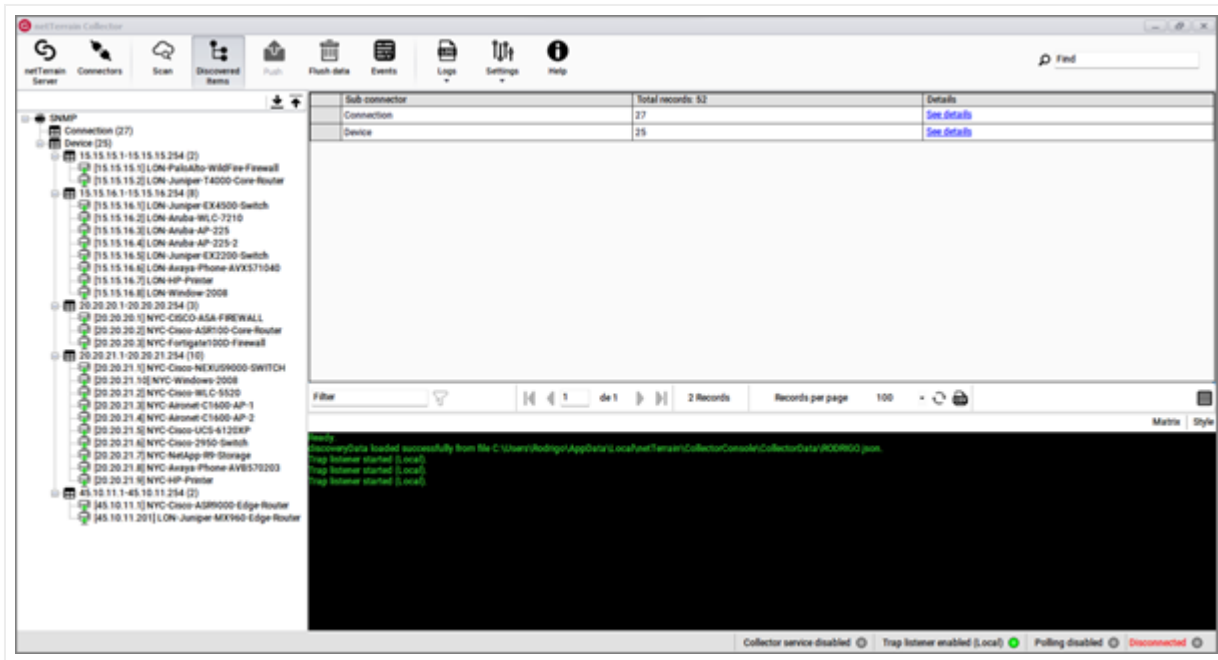 netTerrain Collector
netTerrain Server
Connectors
Scan
Discovered Items
Push
Flush data
Events
Logs
Settings
Help
Find
SNMP
Connection (27)
Device (25)
15.15.15.1-15.15.15.254 (2)
[15.15.15.1] LON-PaloAlto-WildFire-Firewall
[15.15.15.2] LON-Juniper-T4000-Core-Router
15.15.16.1-15.15.16.254 (8)
[15.15.16.1] LON-Juniper-EX4500-Switch
[15.15.16.2] LON-Aruba-WLC-7210
[15.15.16.3] LON-Aruba-AP-225
[15.15.16.4] LON-Aruba-AP-225-2
[15.15.16.5] LON-Juniper-EX2200-Switch
[15.15.16.6] LON-Avaya-Phone-AVX571040
[15.15.16.7] LON-HP-Printer
[15.15.16.8] LON-Window-2008
20.20.20.1-20.20.20.254 (3)
[20.20.20.1] NYC-CISCO-ASA-FIREWALL
[20.20.20.2] NYC-Cisco-ASR100-Core-Router
[20.20.20.3] NYC-Fortigate100D-Firewall
20.20.21.1-20.20.21.254 (10)
[20.20.21.1] NYC-Cisco-NEXUS9000-SWITCH
[20.20.21.10] NYC-Windows-2008
[20.20.21.2] NYC-Cisco-WLC-5520
[20.20.21.3] NYC-Aironet-C1600-AP-1
[20.20.21.4] NYC-Aironet-C1600-AP-2
[20.20.21.5] NYC-Cisco-UCS-6120XP
[20.20.21.6] NYC-Cisco-2950-Switch
[20.20.21.7] NYC-NetApp-R9-Storage
[20.20.21.8] NYC-Avaya-Phone-AVB570203
[20.20.21.9] NYC-HP-Printer
45.10.11.1-45.10.11.254 (2)
[45.10.11.1] NYC-Cisco-ASR9000-Edge-Router
[45.10.11.201] LON-Juniper-MX960-Edge-Router
Sub connector Total records: 52 Details
Connection 27 See details
Device 25 See details
Filter 1 de 1 2 Records Records per page 100
Matrix Style
Ready.
discoveryData loaded successfully from file C:\Users\Rodrigo\AppData\Local\netTerrain\CollectorConsole\CollectorData\RODRIGO.json.
Trap listener started (Local).
Trap listener started (Local).
Trap listener started (Local).
Collector service disabled Trap listener enabled (Local) Polling disabled Disconnected